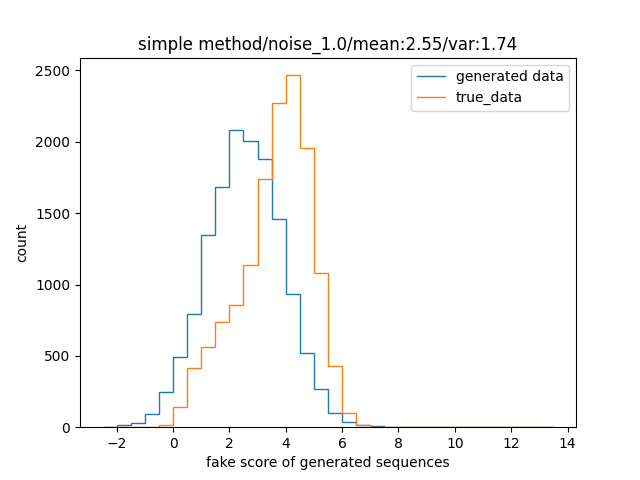 simple method/noise_1.0/mean:2.55/var:1.74
generated data
true_data
count
2500
2000
1500
1000
500
0
−2 0 2 4 6 8 10 12 14
fake score of generated sequences